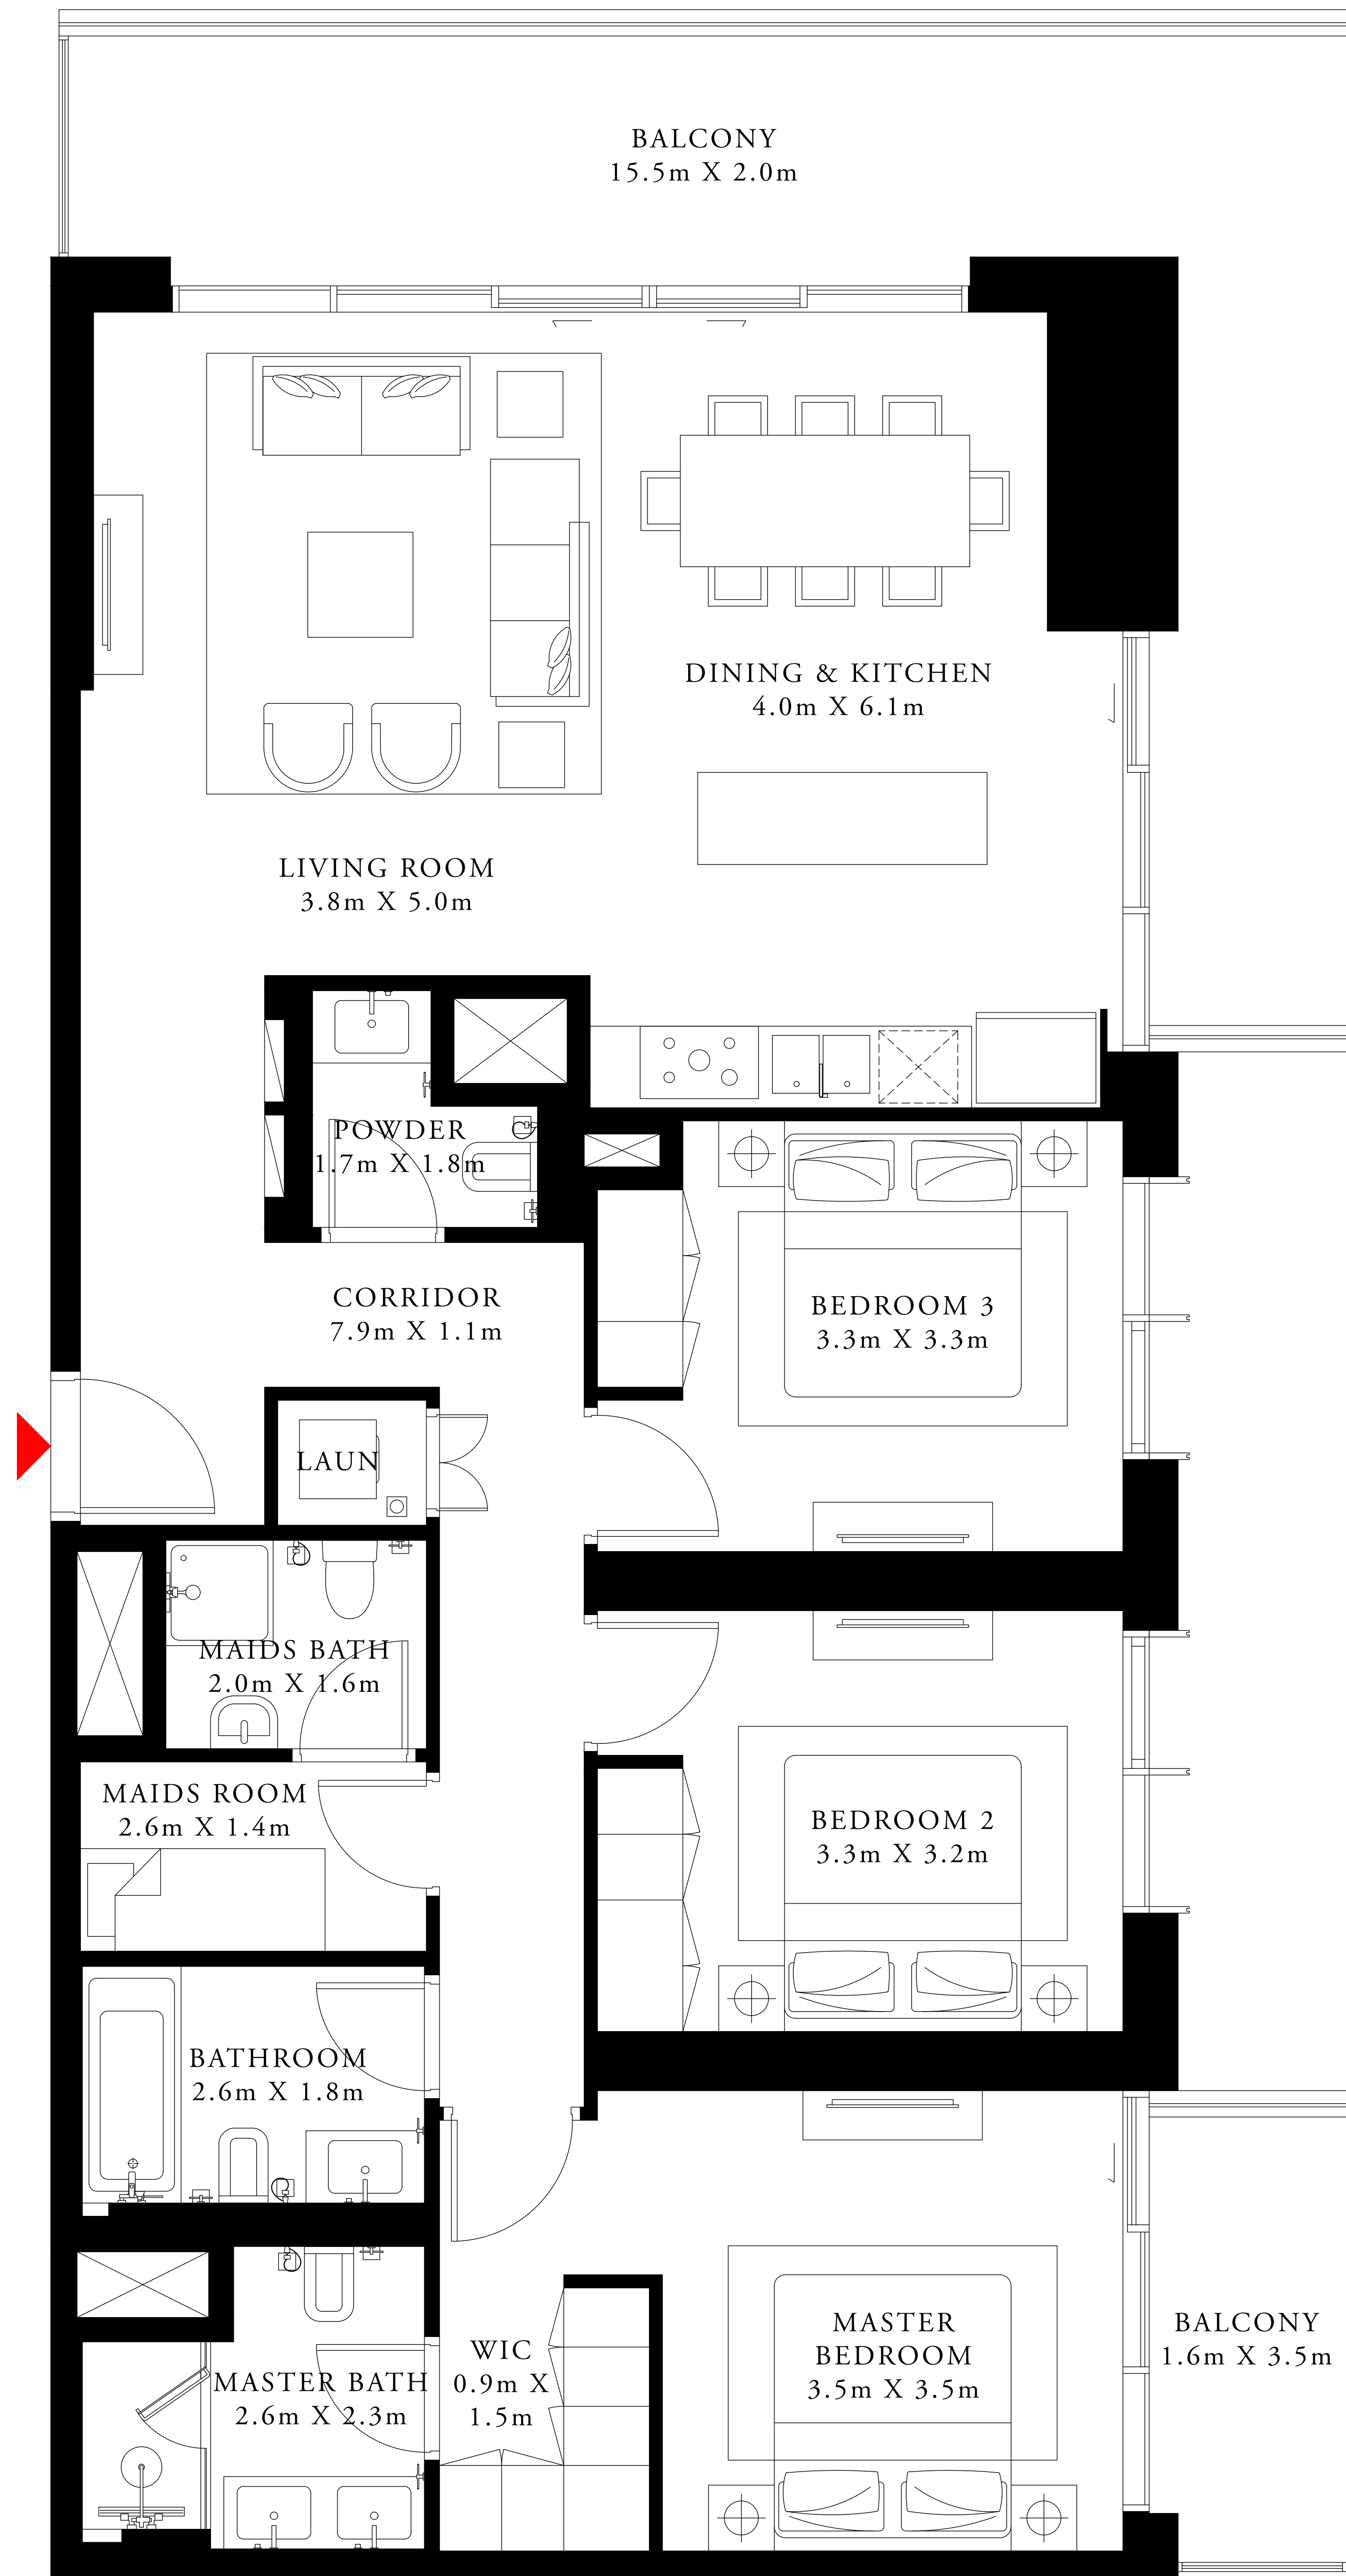 BALCONY
15.5m X 2.0m
DINING & KITCHEN
4.0m X 6.1m
LIVING ROOM
3.8m X 5.0m
POWDER
1.7m X 1.8m
CORRIDOR
7.9m X 1.1m
BEDROOM 3
3.3m X 3.3m
LAUN
MAIDS BATH
2.0m X 1.6m
MAIDS ROOM
2.6m X 1.4m
BEDROOM 2
3.3m X 3.2m
BATHROOM
2.6m X 1.8m
MASTER BATH
2.6m X 2.3m
WIC
0.9m X
1.5m
MASTER
BEDROOM
3.5m X 3.5m
BALCONY
1.6m X 3.5m